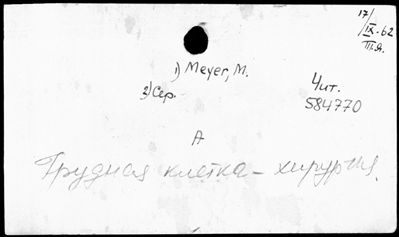 17/
IX-62
III.Я.
1) Meyer, M.
2) Сер.
Чит.
584770
А
Грудная клетка - хирургия.